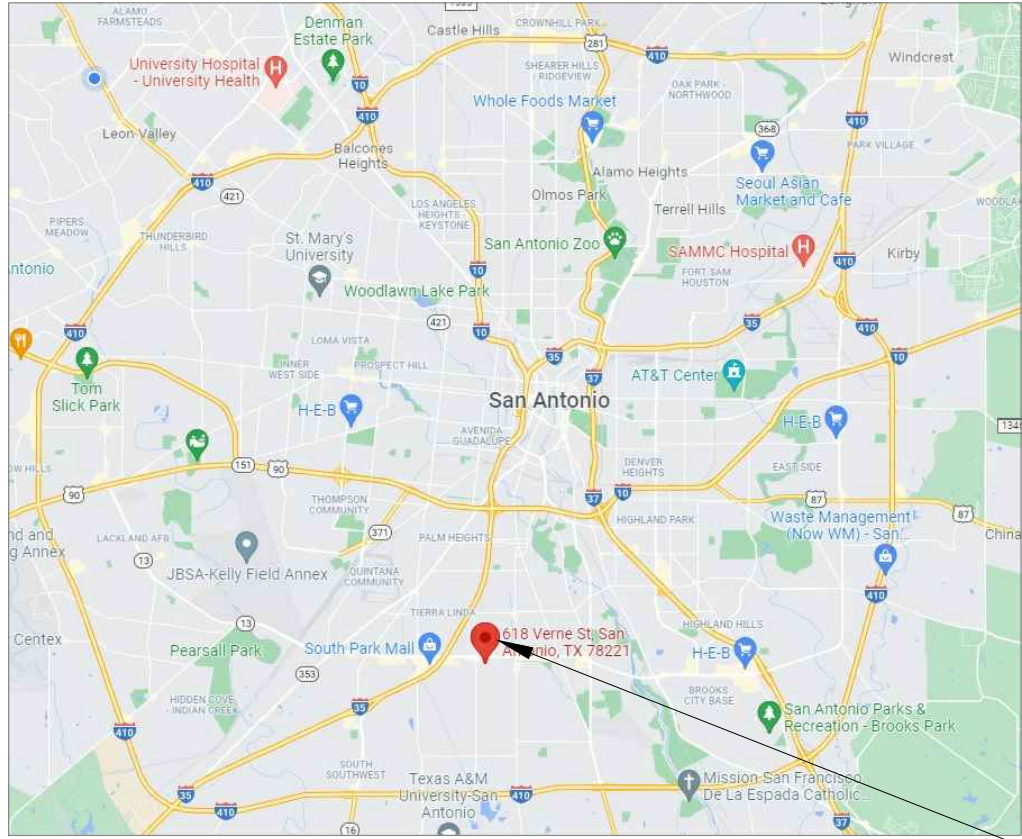 ALAMO
FARMSTEADS
Denman
Estate Park
Castle Hills
CROWNHILL PARK
281
410
Windcrest
University Hospital
- University Health
10
SHEARER HILLS
- RIDGEVIEW
OAK PARK -
NORTHWOOD
Whole Foods Market
410
410
368
Leon Valley
Balcones
Heights
PARK VILLAGE
410
421
Alamo Heights
Seoul Asian
Market and Cafe
Olmos Park
LOS ANGELES
HEIGHTS -
KEYSTONE
Terrell Hills
PIPERS
MEADOW
THUNDERBIRD
HILLS
St. Mary's
University
San Antonio Zoo
SAMMC Hospital
Kirby
410
10
FORT SAM
HOUSTON
Woodlawn Lake Park
421
10
35
410
410
LOMA VISTA
35
10
INNER
WEST SIDE
PROSPECT HILL
37
AT&T Center
Tom
Slick Park
San Antonio
H-E-B
H-E-B
AVENIDA
GUADALUPE
151
90
DENVER
HEIGHTS
EAST SIDE
90
37
10
87
87
THOMPSON
COMMUNITY
HIGHLAND PARK
Waste Management
(Now WM) - San...
371
PALM HEIGHTS
LACKLAND AFB
13
JBSA-Kelly Field Annex
QUINTANA
COMMUNITY
410
TIERRA LINDA
13
HIGHLAND HILLS
Centex
Pearsall Park
South Park Mall
618 Verne St, San
Antonio, TX 78221
H-E-B
353
BROOKS
CITY BASE
HIDDEN COVE
- INDIAN CREEK
35
San Antonio Parks &
Recreation - Brooks Park
410
SOUTH
SOUTHWEST
Texas A&M
University-San
Antonio
Mission San Francisco
De La Espada Catholic...
35
410
410
16
37